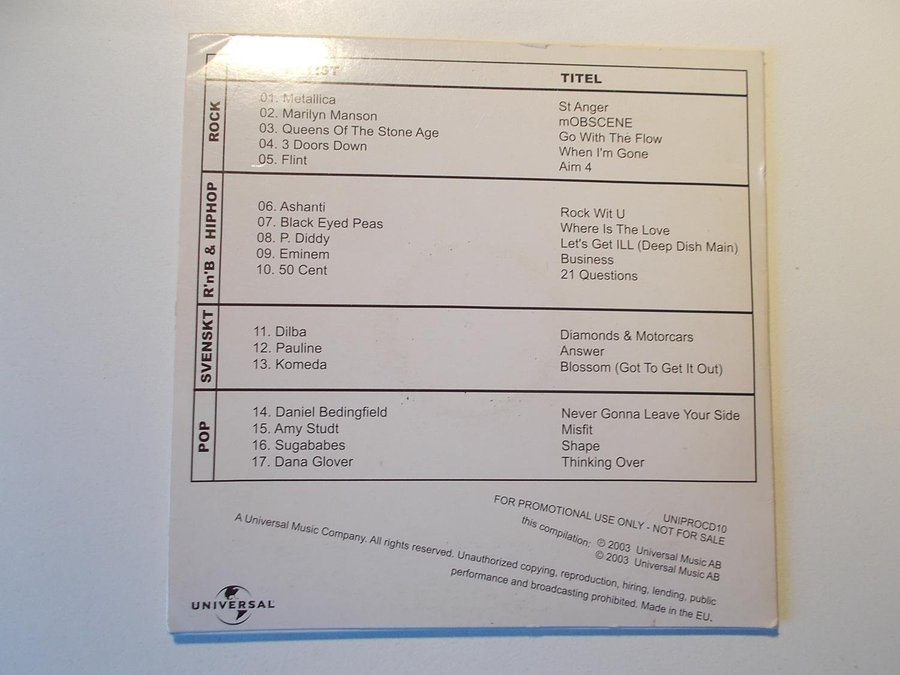 TITEL
ROCK
01. Metallica St Anger
02. Marilyn Manson mOBSCENE
03. Queens Of The Stone Age Go With The Flow
04. 3 Doors Down When I'm Gone
05. Flint Aim 4
R'n'B & HIPHOP
06. Ashanti Rock Wit U
07. Black Eyed Peas Where Is The Love
08. P. Diddy Let's Get ILL (Deep Dish Main)
09. Eminem Business
10. 50 Cent 21 Questions
SVENSKT
11. Dilba Diamonds & Motorcars
12. Pauline Answer
13. Komeda Blossom (Got To Get It Out)
POP
14. Daniel Bedingfield Never Gonna Leave Your Side
15. Amy Studt Misfit
16. Sugababes Shape
17. Dana Glover Thinking Over
UNIPROCD10
FOR PROMOTIONAL USE ONLY - NOT FOR SALE
this compilation: ℗ 2003 Universal Music AB
© 2003 Universal Music AB
A Universal Music Company. All rights reserved. Unauthorized copying, reproduction, hiring, lending, public
performance and broadcasting prohibited. Made in the EU.
UNIVERSAL